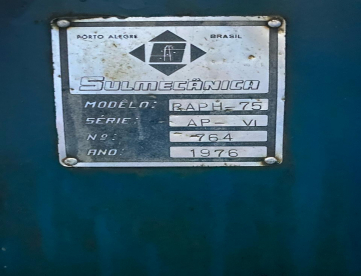 PORTO ALEGRE BRASIL
SULMECÂNICA
MODELO: RAPH-75
SÉRIE: AP-VI
Nº: 764
ANO: 1976